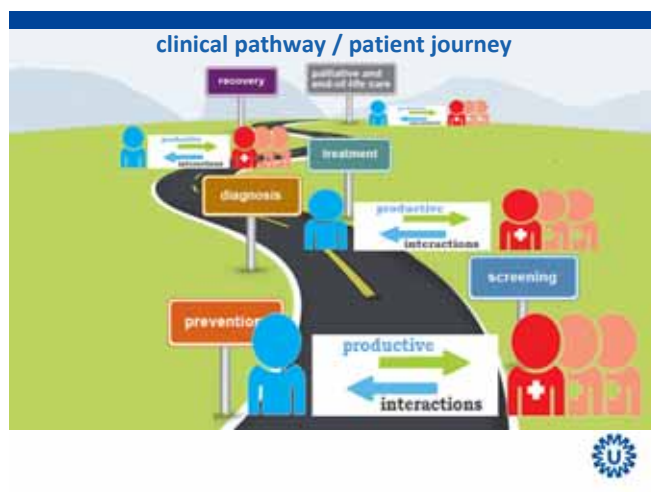 clinical pathway / patient journey
recovery
palliative and
end-of-life care
productive
interactions
treatment
diagnosis
productive
interactions
screening
prevention
productive
interactions
U